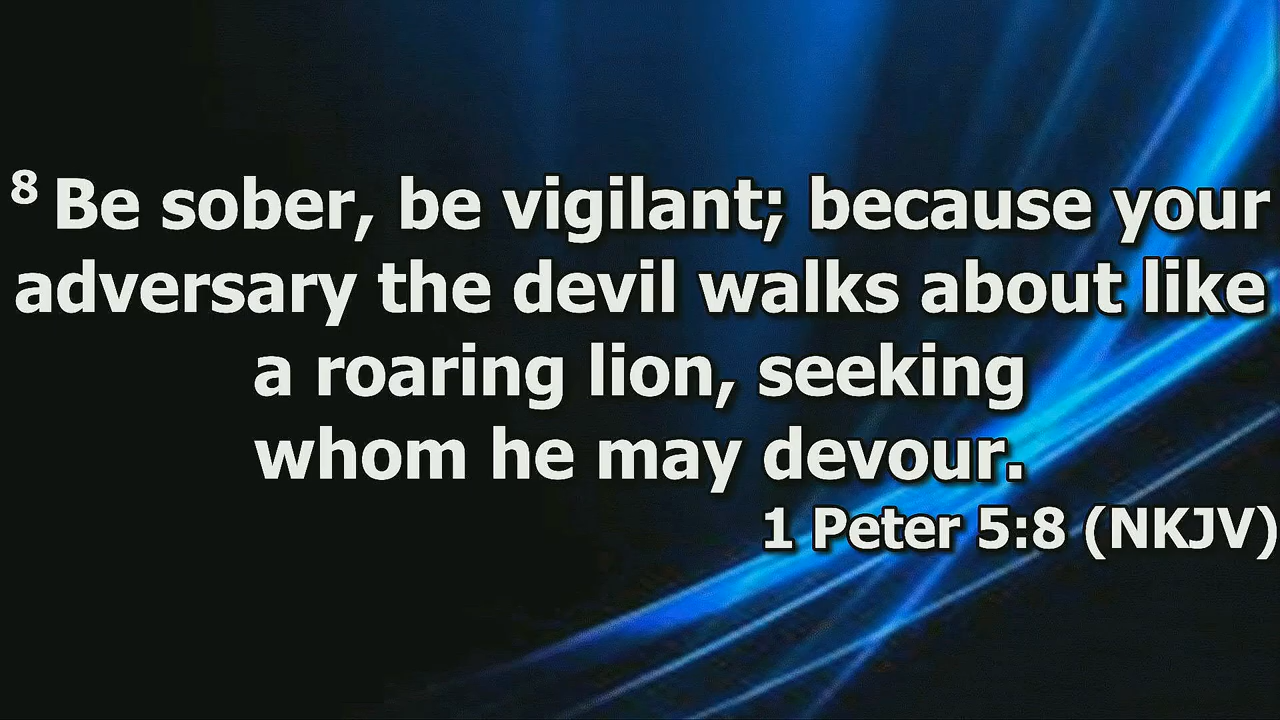 8 Be sober, be vigilant; because your
adversary the devil walks about like
a roaring lion, seeking
whom he may devour.
1 Peter 5:8 (NKJV)